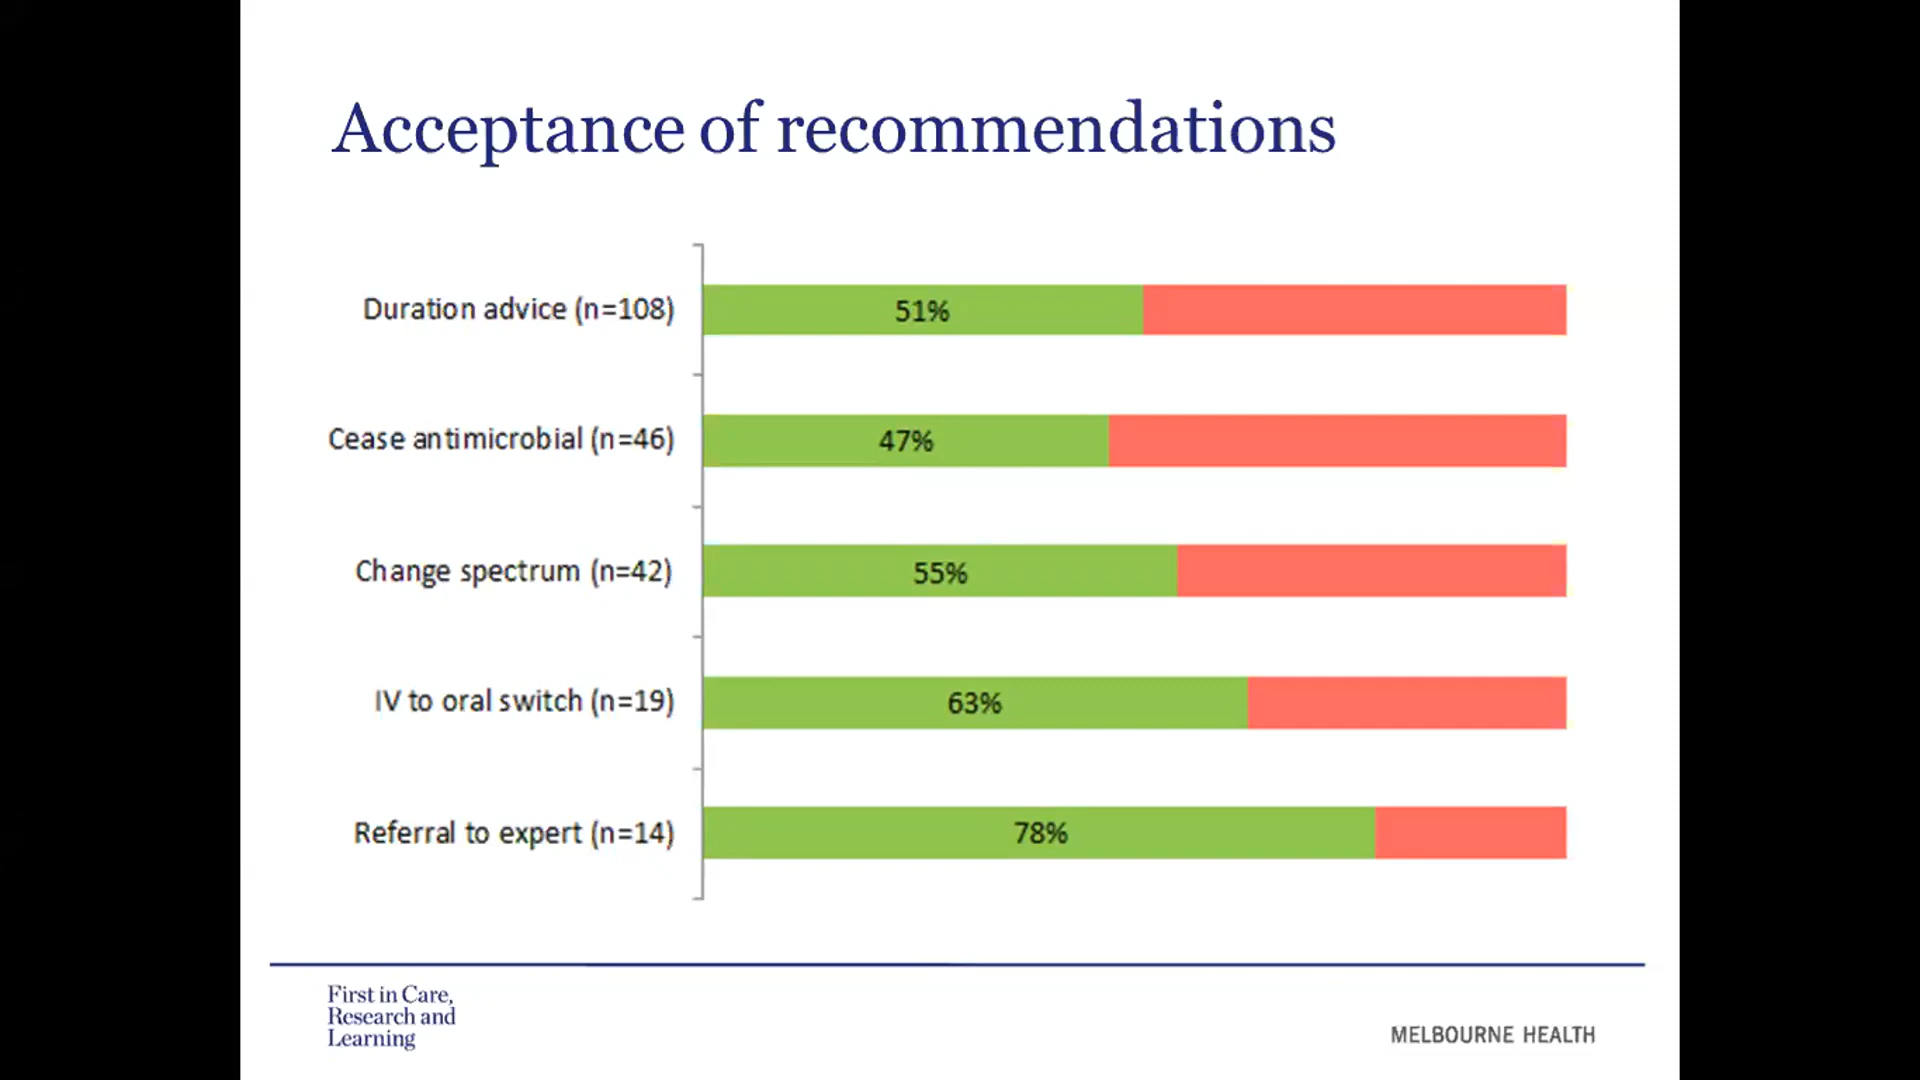 Acceptance of recommendations
Duration advice (n=108)
51%
Cease antimicrobial (n=46)
47%
Change spectrum (n=42)
55%
IV to oral switch (n=19)
63%
Referral to expert (n=14)
78%
First in Care,
Research and
Learning
MELBOURNE HEALTH